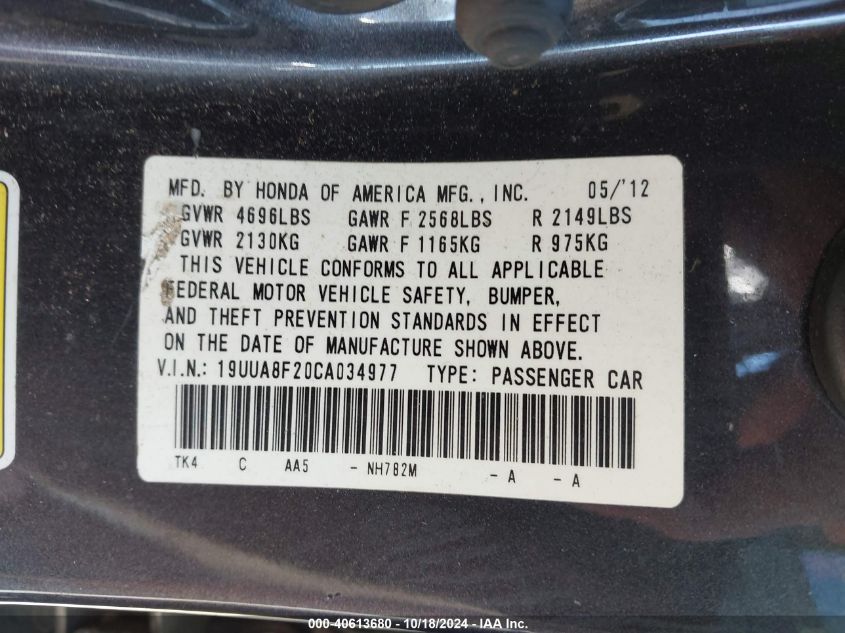 MFD. BY HONDA OF AMERICA MFG., INC. 05/'12
GVWR 4696LBS GAWR F 2568LBS R 2149LBS
GVWR 2130KG GAWR F 1165KG R 975KG
THIS VEHICLE CONFORMS TO ALL APPLICABLE
FEDERAL MOTOR VEHICLE SAFETY, BUMPER,
AND THEFT PREVENTION STANDARDS IN EFFECT
ON THE DATE OF MANUFACTURE SHOWN ABOVE.
V.I.N.: 19UUA8F20CA034977 TYPE: PASSENGER CAR
TK4 C AA5 - NH782M - A - A
000-40613680 - 10/18/2024 - IAA Inc.